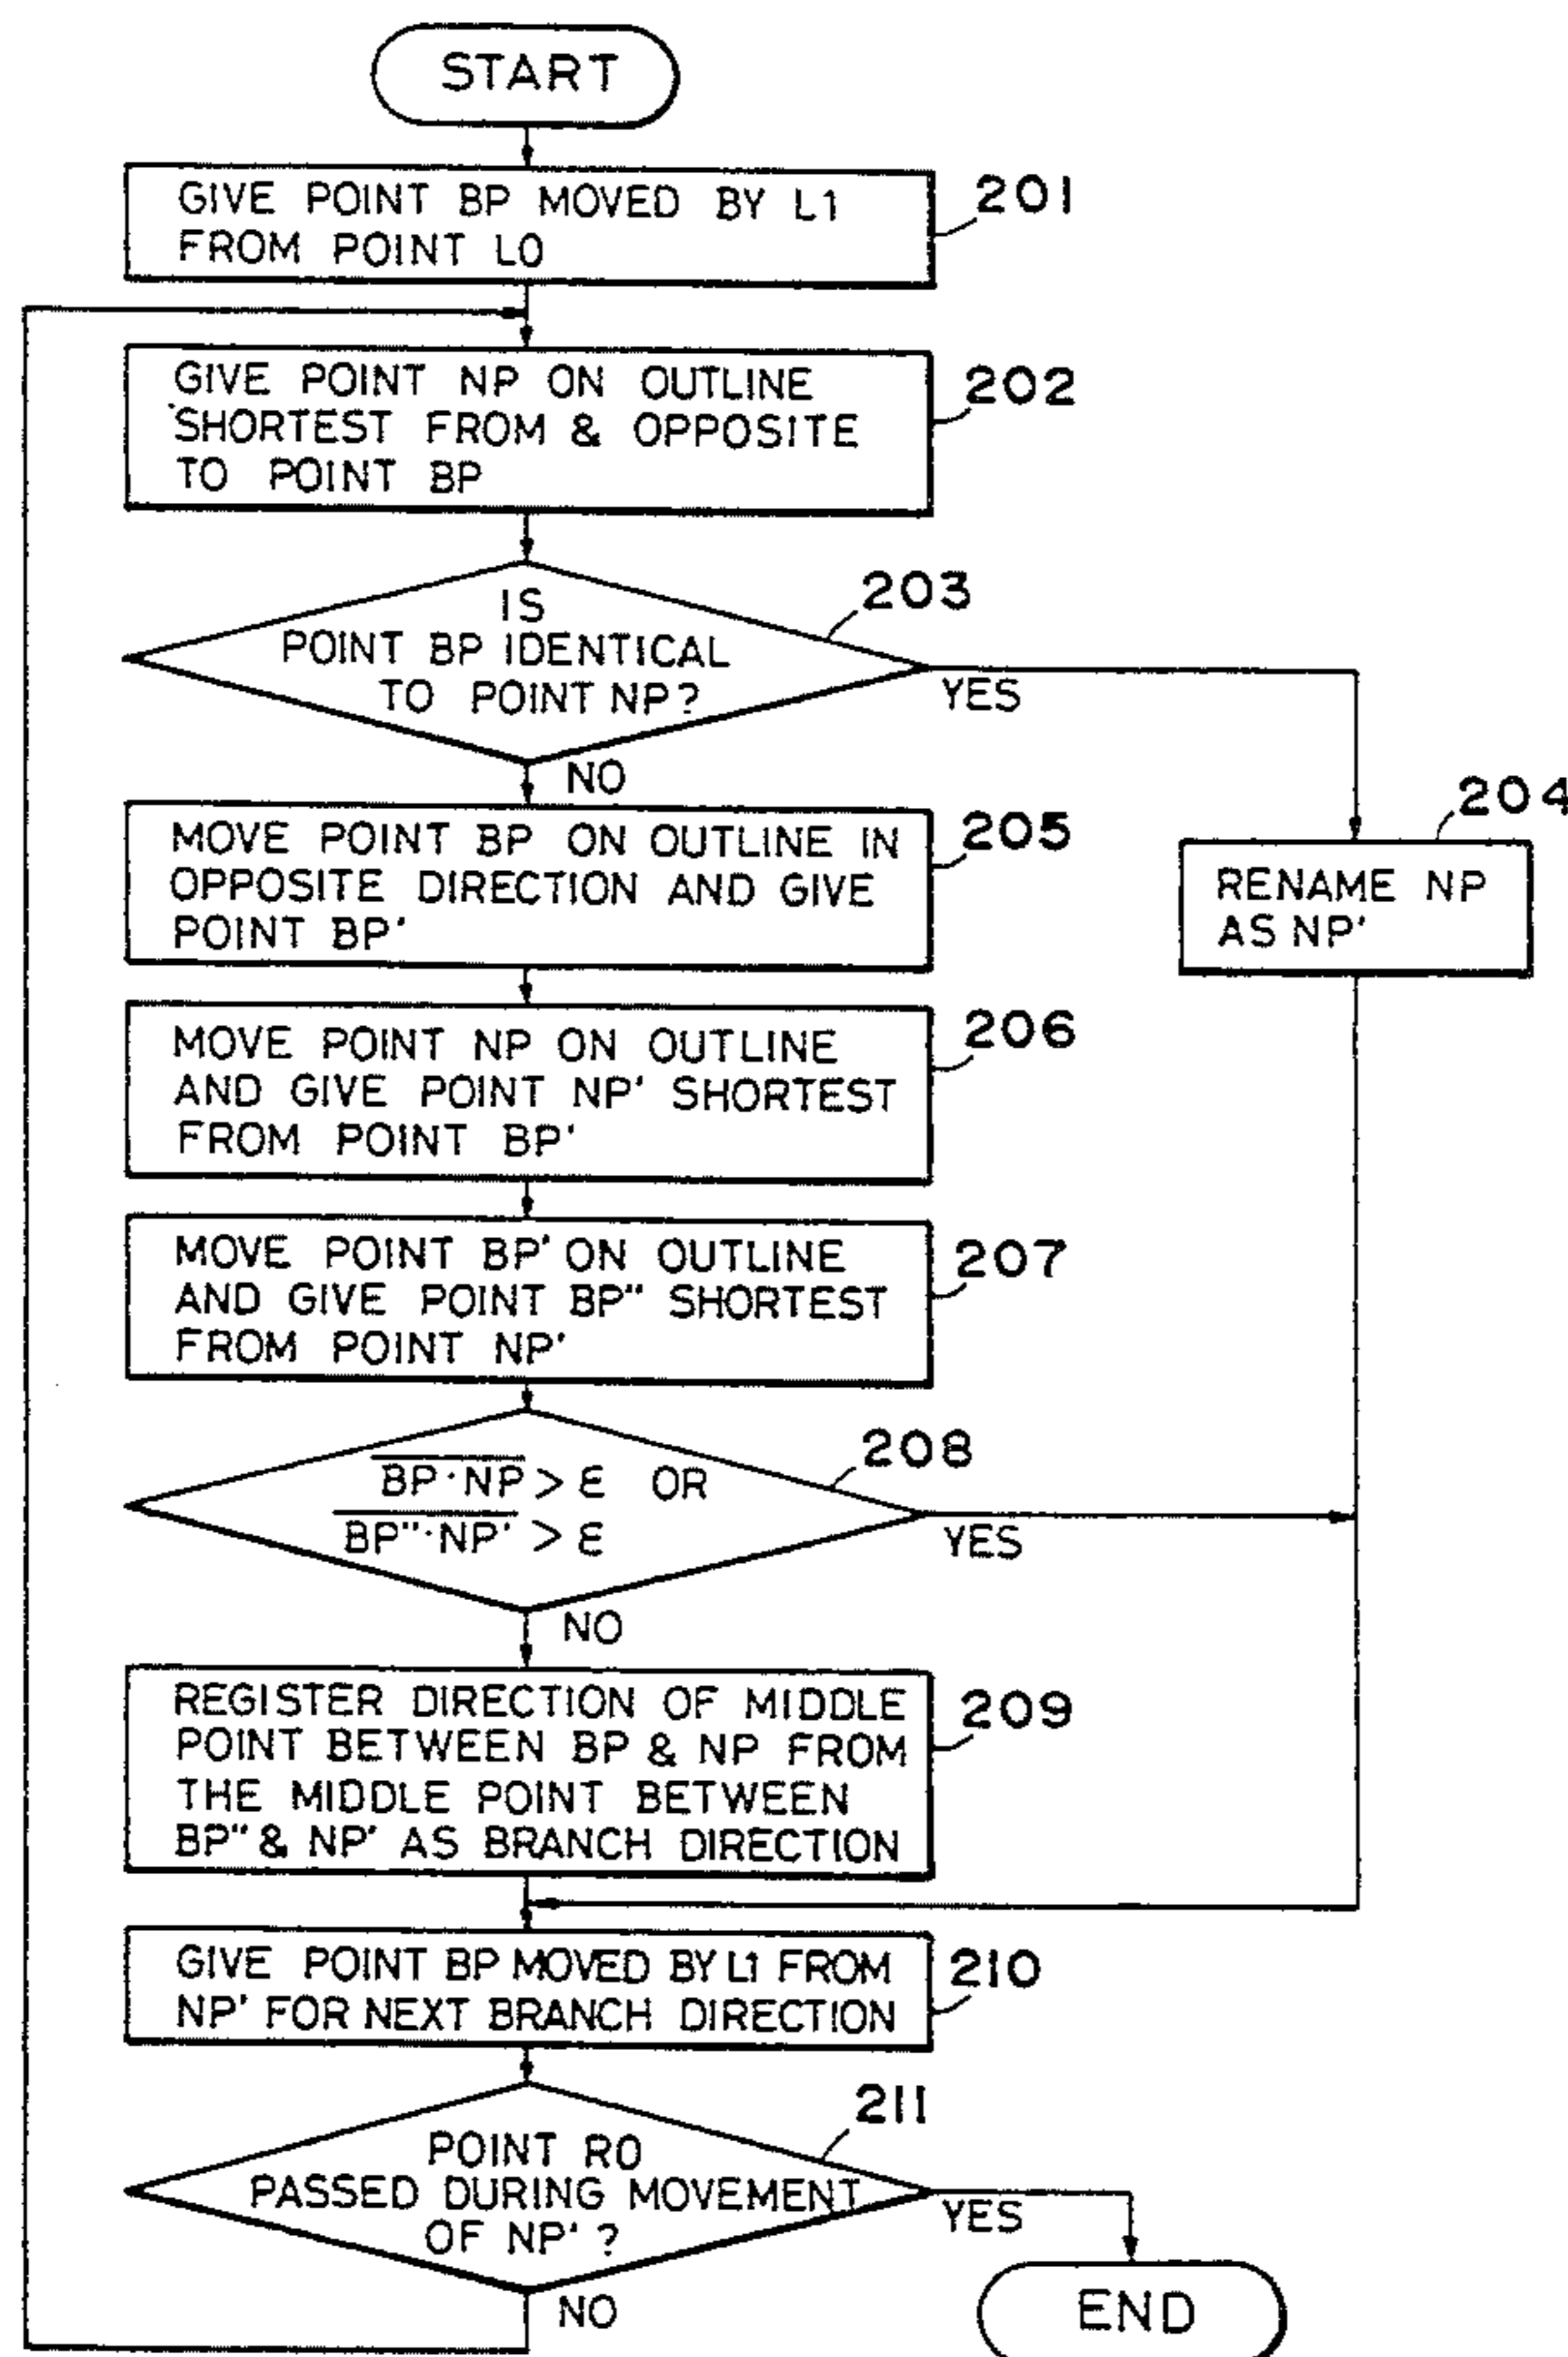 START
GIVE POINT BP MOVED BY L1
FROM POINT L0
201
GIVE POINT NP ON OUTLINE
SHORTEST FROM & OPPOSITE
TO POINT BP
202
IS
POINT BP IDENTICAL
TO POINT NP?
203
YES
NO
204
RENAME NP
AS NP'
MOVE POINT BP ON OUTLINE IN
OPPOSITE DIRECTION AND GIVE
POINT BP'
205
MOVE POINT NP ON OUTLINE
AND GIVE POINT NP' SHORTEST
FROM POINT BP'
206
MOVE POINT BP' ON OUTLINE
AND GIVE POINT BP" SHORTEST
FROM POINT NP'
207
BP·NP > ε OR
BP"·NP' > ε
208
YES
NO
REGISTER DIRECTION OF MIDDLE
POINT BETWEEN BP & NP FROM
THE MIDDLE POINT BETWEEN
BP" & NP' AS BRANCH DIRECTION
209
GIVE POINT BP MOVED BY L1 FROM
NP' FOR NEXT BRANCH DIRECTION
210
POINT R0
PASSED DURING MOVEMENT
OF NP'?
211
YES
NO
END